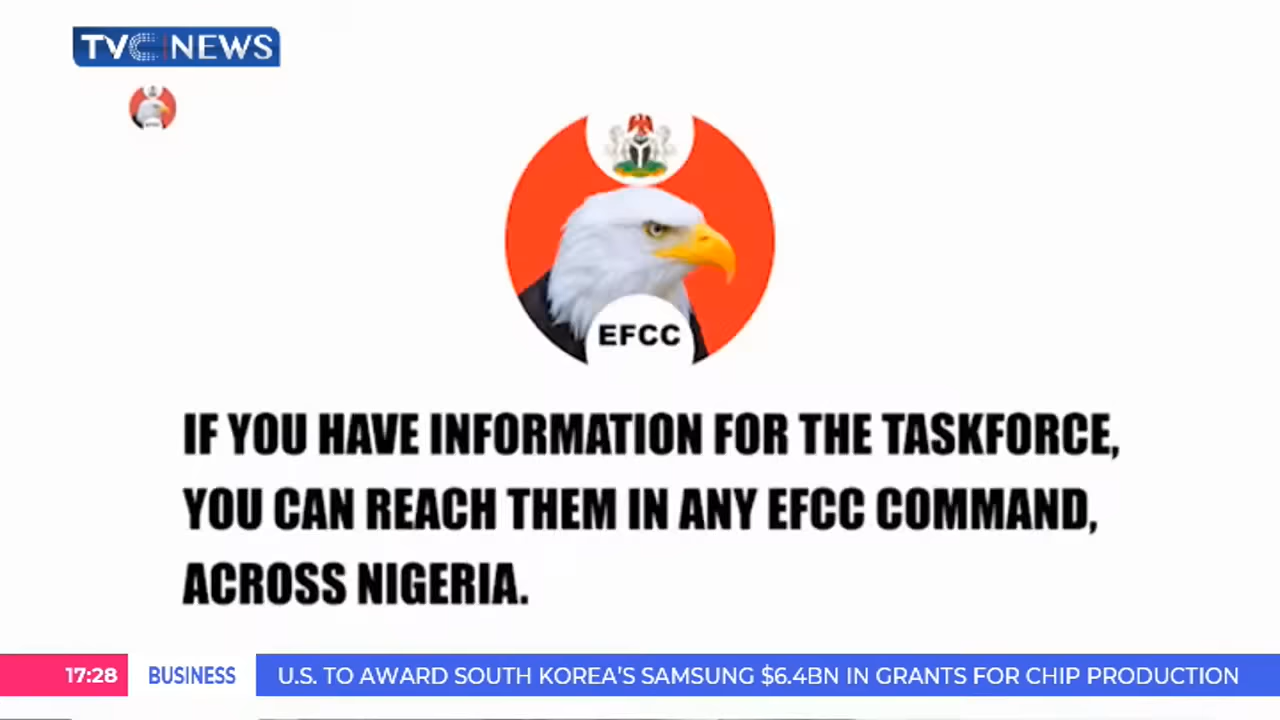 TVC NEWS
EFCC
IF YOU HAVE INFORMATION FOR THE TASKFORCE,
YOU CAN REACH THEM IN ANY EFCC COMMAND,
ACROSS NIGERIA.
17:28 BUSINESS U.S. TO AWARD SOUTH KOREA'S SAMSUNG $6.4BN IN GRANTS FOR CHIP PRODUCTION